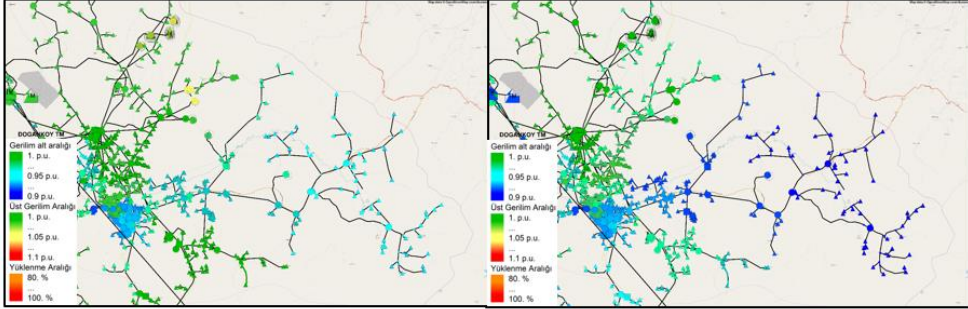 DOGANKOY TM
Gerilim alt aralığı
1. p.u.
...
0.95 p.u.
...
0.9 p.u.
Üst Gerilim Aralığı
1. p.u.
...
1.05 p.u.
...
1.1 p.u.
Yüklenme Aralığı
80. %
...
100. %
DOGANKOY TM
Gerilim alt aralığı
1. p.u.
...
0.95 p.u.
...
0.9 p.u.
Üst Gerilim Aralığı
1. p.u.
...
1.05 p.u.
...
1.1 p.u.
Yüklenme Aralığı
80. %
...
100. %